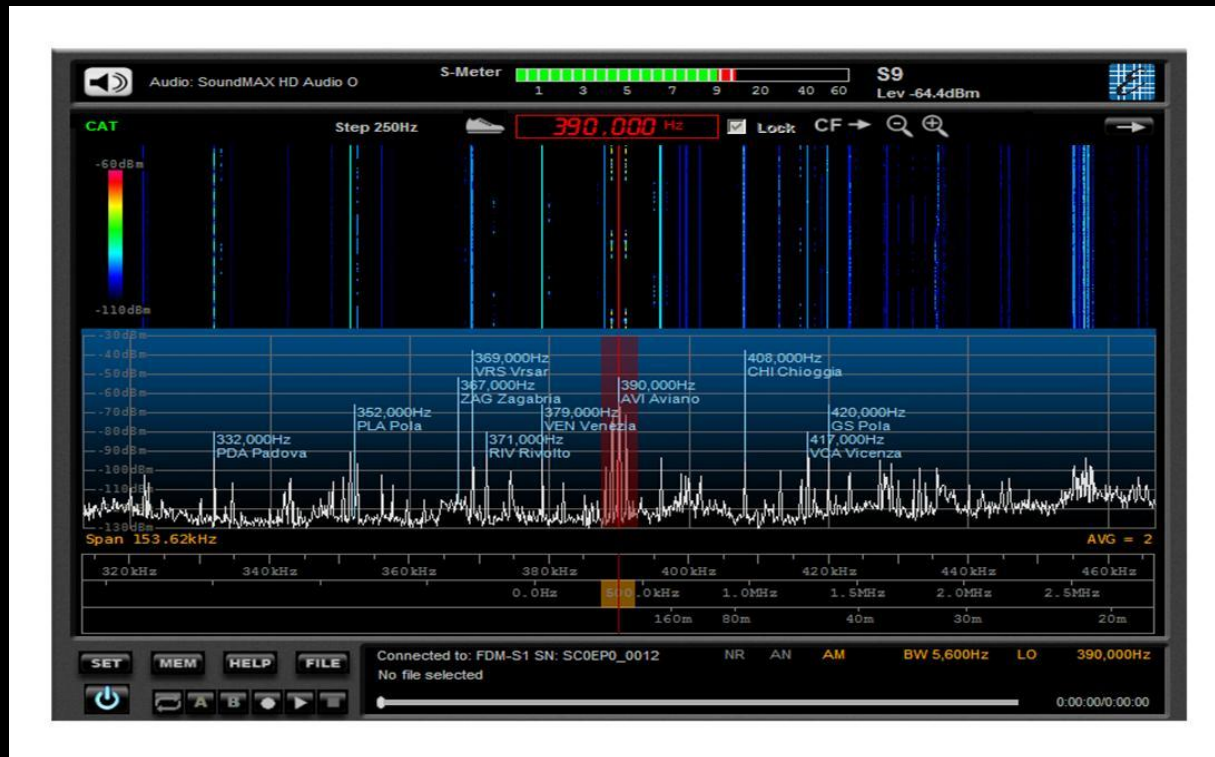 Audio: SoundMAX HD Audio O
S-Meter
1 3 5 7 9 20 40 60
S9
Lev -64.4dBm
CAT
Step 250Hz
390.000 Hz
Lock
CF
-60dBm
-110dBm
-30dBm
-40dBm
-50dBm
-60dBm
-70dBm
-80dBm
-90dBm
-100dBm
-110dBm
-130dBm
369,000Hz
VRS Vrsar
408,000Hz
CHI Chioggia
367,000Hz
ZAG Zagabria
390,000Hz
AVI Aviano
352,000Hz
PLA Pola
379,000Hz
VEN Venezia
420,000Hz
GS Pola
332,000Hz
PDA Padova
371,000Hz
RIV Rivolto
417,000Hz
VCA Vicenza
Span 153.62kHz
AVG = 2
320kHz 340kHz 360kHz 380kHz 400kHz 420kHz 440kHz 460kHz
0.0Hz 500.0kHz 1.0MHz 1.5MHz 2.0MHz 2.5MHz
160m 80m 40m 30m 20m
SET MEM HELP FILE
Connected to: FDM-S1 SN: SC0EP0_0012
NR AN AM BW 5,600Hz LO 390,000Hz
No file selected
A B
0:00:00/0:00:00